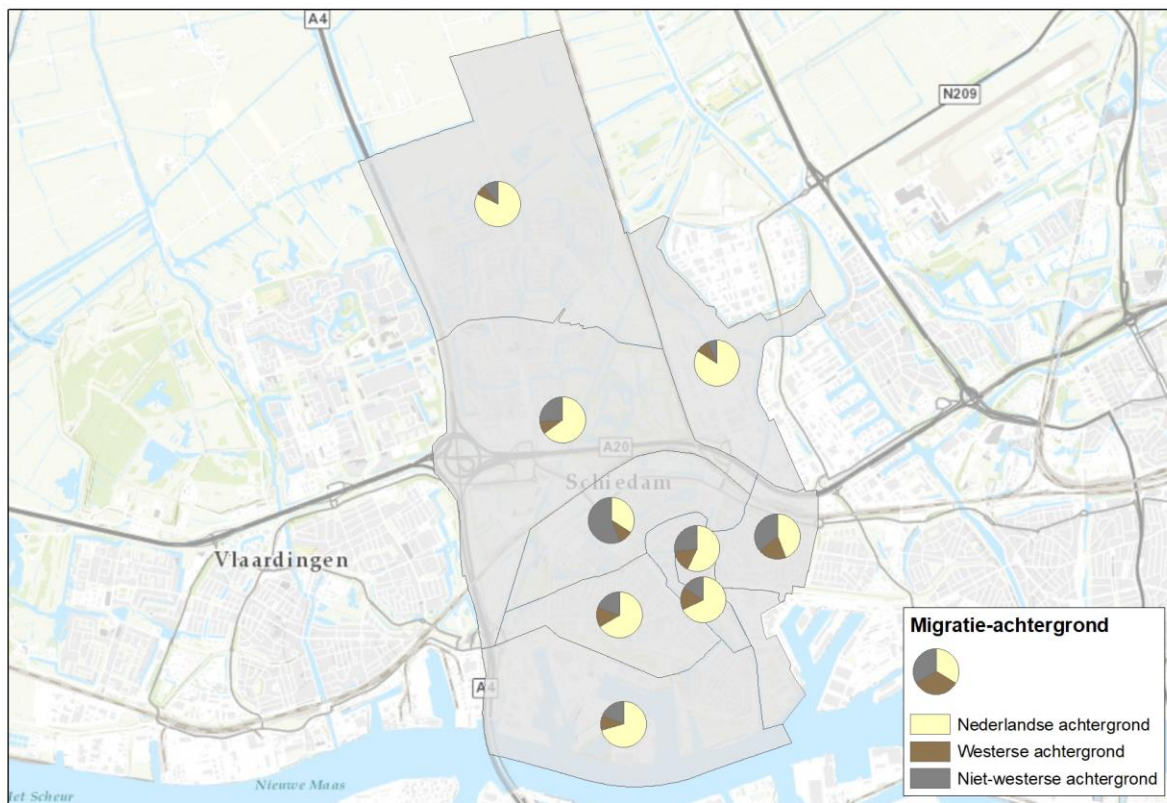 A4
N209
A20
Schiedam
Vlaardingen
A4
Nieuwe Maas
Het Scheur
Migratie-achtergrond
Nederlandse achtergrond
Westerse achtergrond
Niet-westerse achtergrond